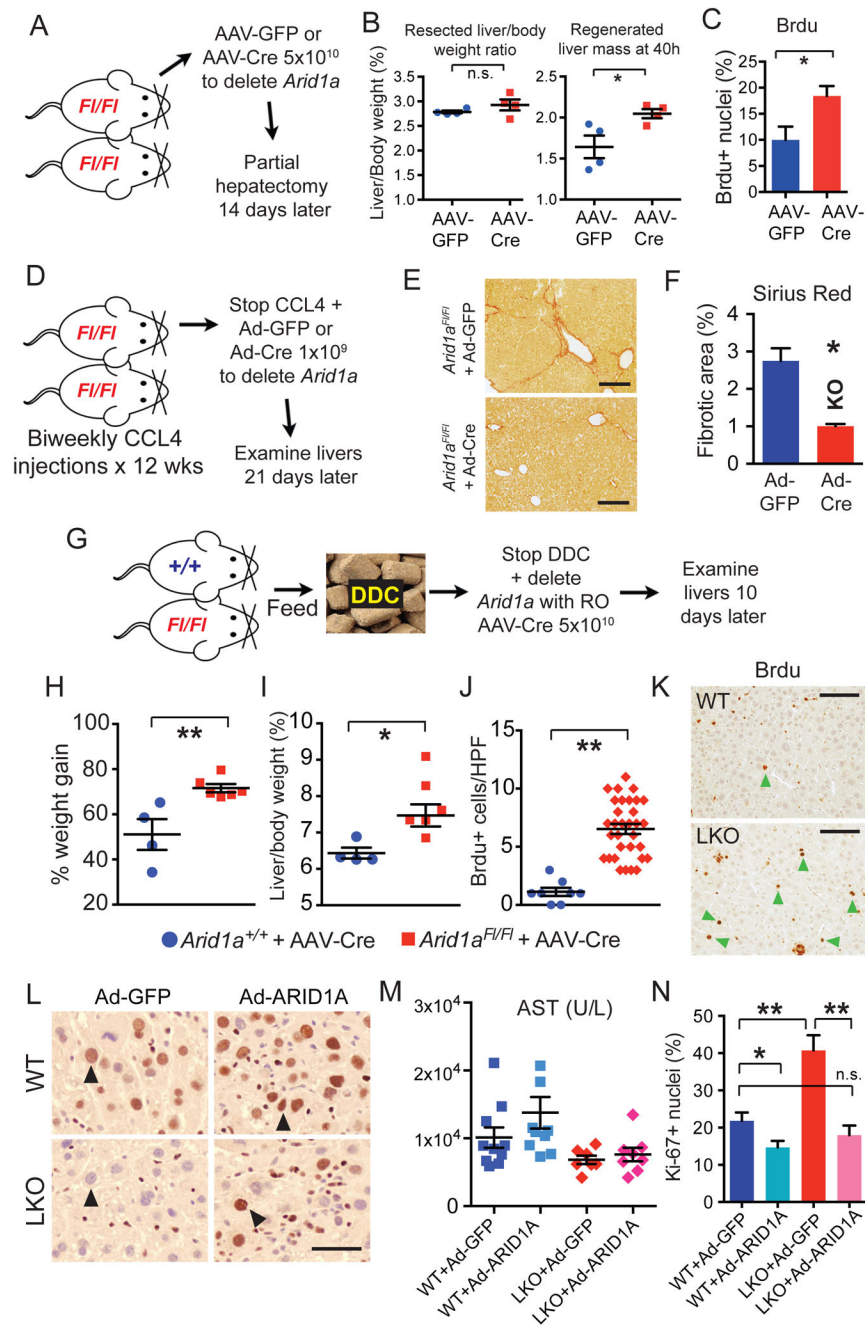 A
Fl/Fl
Fl/Fl
AAV-GFP or
AAV-Cre 5x10¹⁰
to delete Arid1a
Partial
hepatectomy
14 days later
B
Resected liver/body
weight ratio
Liver/Body weight (%)
3.0
2.5
2.0
1.5
1.0
n.s.
AAV-
GFP
AAV-
Cre
Regenerated
liver mass at 40h
2.5
2.0
1.5
1.0
*
AAV-
GFP
AAV-
Cre
C
Brdu
Brdu+ nuclei (%)
25
20
15
10
5
0
*
AAV-
GFP
AAV-
Cre
D
Fl/Fl
Fl/Fl
Biweekly CCL4
injections x 12 wks
Stop CCL4 +
Ad-GFP or
Ad-Cre 1x10⁹
to delete Arid1a
Examine livers
21 days later
E
Arid1a^Fl/Fl
+ Ad-GFP
Arid1a^Fl/Fl
+ Ad-Cre
F
Sirius Red
Fibrotic area (%)
4
3
2
1
0
*
KO
Ad-
GFP
Ad-
Cre
G
+/+
Fl/Fl
Feed
DDC
Stop DDC
+ delete
Arid1a with RO
AAV-Cre 5x10¹⁰
Examine
livers 10
days later
H
% weight gain
100
80
60
40
20
**
I
Liver/body weight (%)
10
9
8
7
6
5
*
J
Brdu+ cells/HPF
15
10
5
0
**
K
Brdu
WT
LKO
Arid1a^+/+ + AAV-Cre
Arid1a^Fl/Fl + AAV-Cre
L
Ad-GFP
Ad-ARID1A
WT
LKO
M
AST (U/L)
3x10⁴
2x10⁴
1x10⁴
0
WT+Ad-GFP
WT+Ad-ARID1A
LKO+Ad-GFP
LKO+Ad-ARID1A
N
Ki-67+ nuclei (%)
50
40
30
20
10
0
**
**
*
n.s.
WT+Ad-GFP
WT+Ad-ARID1A
LKO+Ad-GFP
LKO+Ad-ARID1A